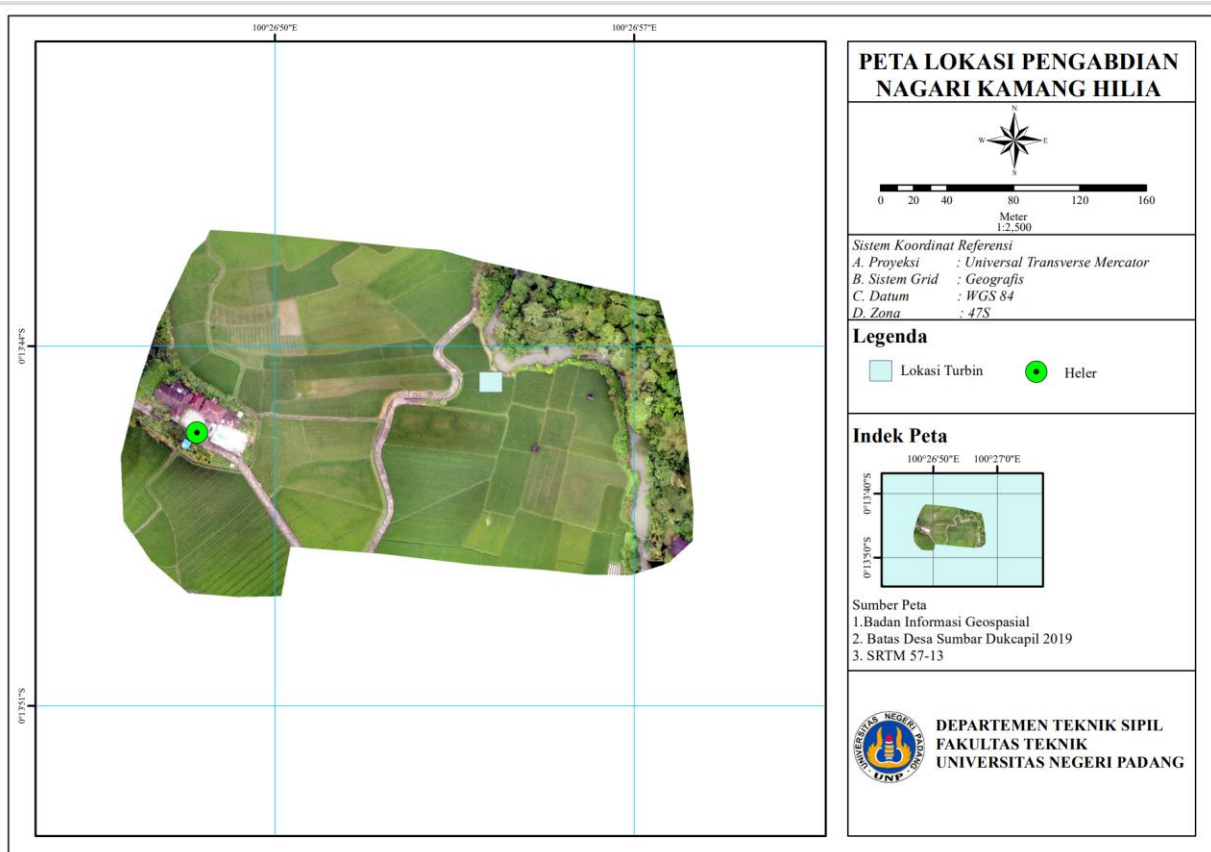 100°26'50"E 100°26'57"E
0°13'44"S
0°13'51"S
PETA LOKASI PENGABDIAN
NAGARI KAMANG HILIA
N
W E
S
0 20 40 80 120 160
Meter
1:2,500
Sistem Koordinat Referensi
A. Proyeksi : Universal Transverse Mercator
B. Sistem Grid : Geografis
C. Datum : WGS 84
D. Zona : 47S
Legenda
Lokasi Turbin Heler
Indek Peta
100°26'50"E 100°27'0"E
0°13'40"S
0°13'50"S
Sumber Peta
1.Badan Informasi Geospasial
2. Batas Desa Sumbar Dukcapil 2019
3. SRTM 57-13
UNIVERSITAS NEGERI PADANG
UNP
DEPARTEMEN TEKNIK SIPIL
FAKULTAS TEKNIK
UNIVERSITAS NEGERI PADANG